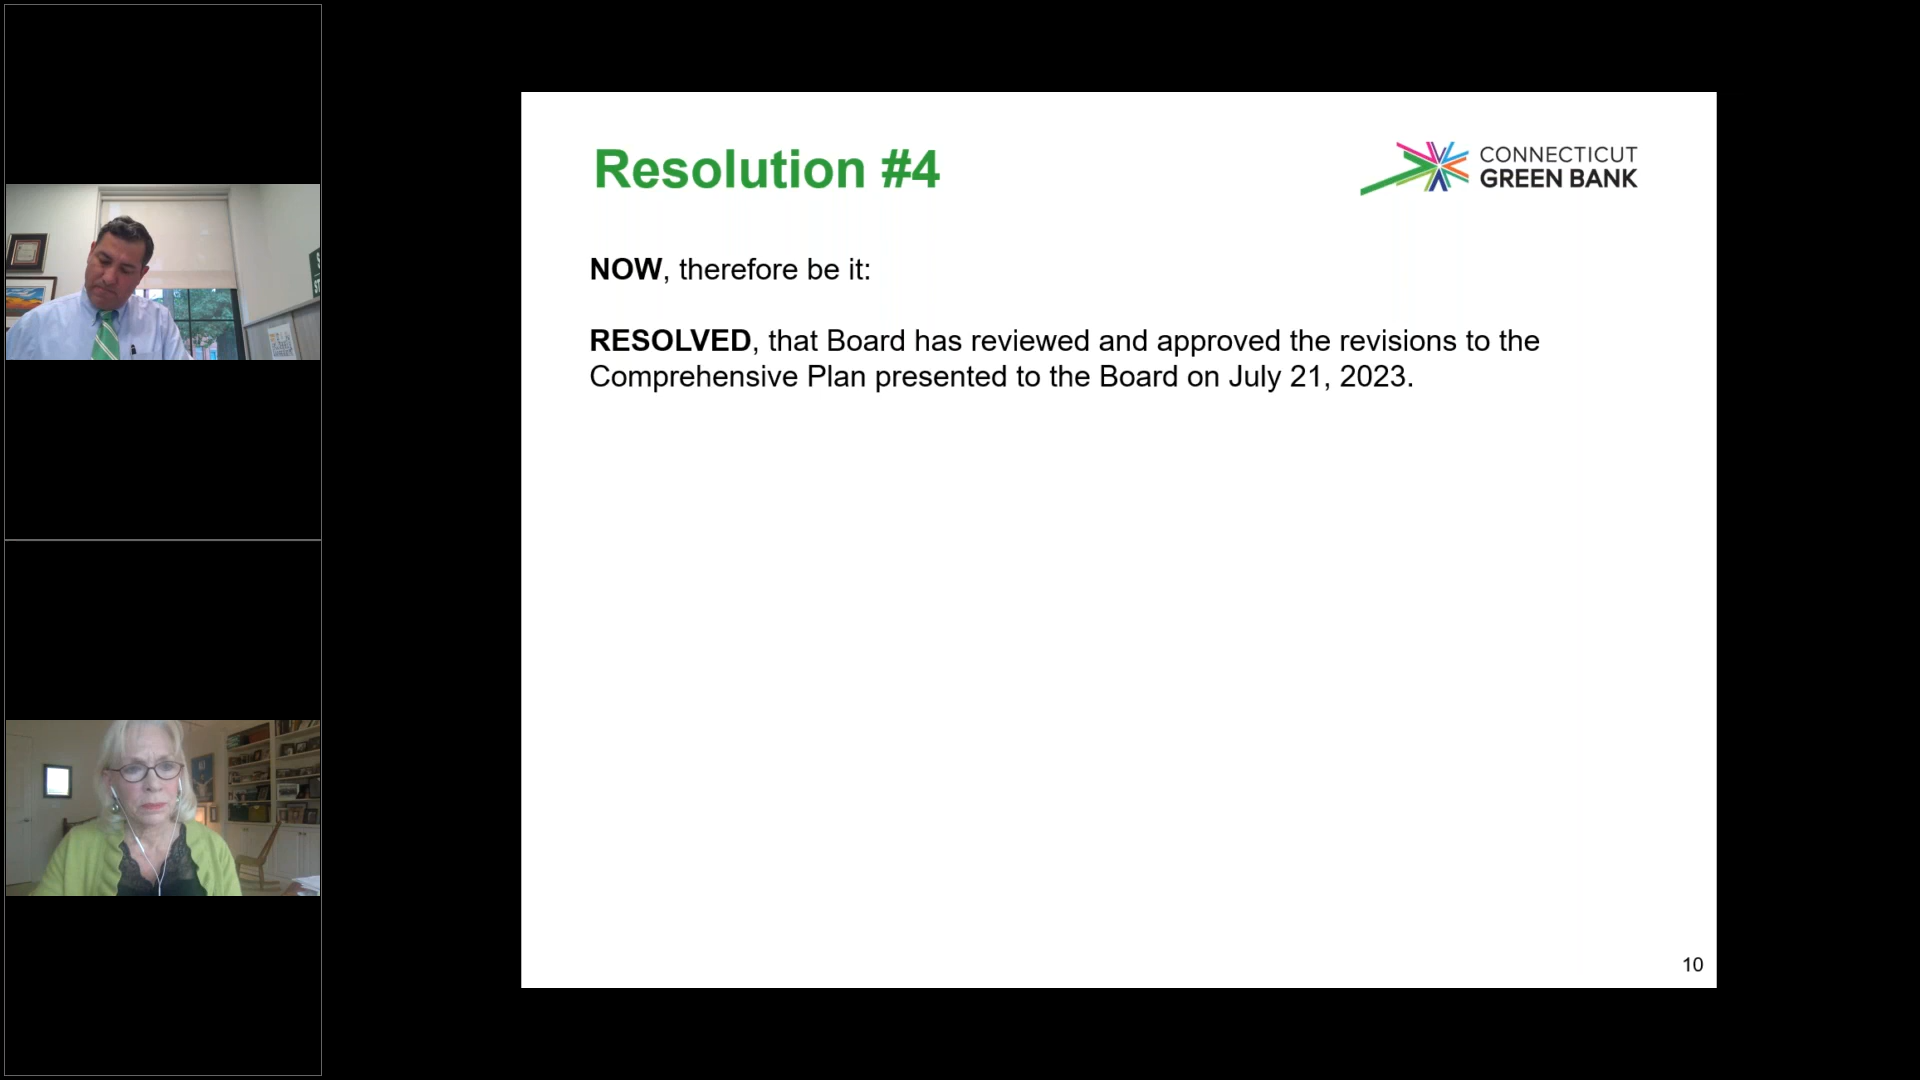 Resolution #4
CONNECTICUT
GREEN BANK
NOW, therefore be it:
RESOLVED, that Board has reviewed and approved the revisions to the
Comprehensive Plan presented to the Board on July 21, 2023.
10